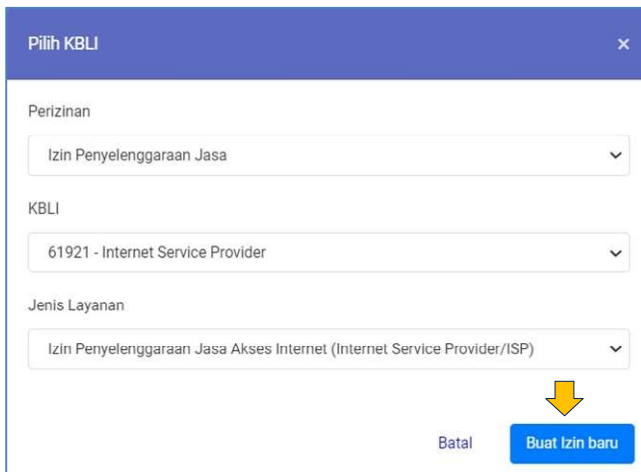 Pilih KBLI ×
Perizinan
Izin Penyelenggaraan Jasa
KBLI
61921 - Internet Service Provider
Jenis Layanan
Izin Penyelenggaraan Jasa Akses Internet (Internet Service Provider/ISP)
Batal Buat Izin baru